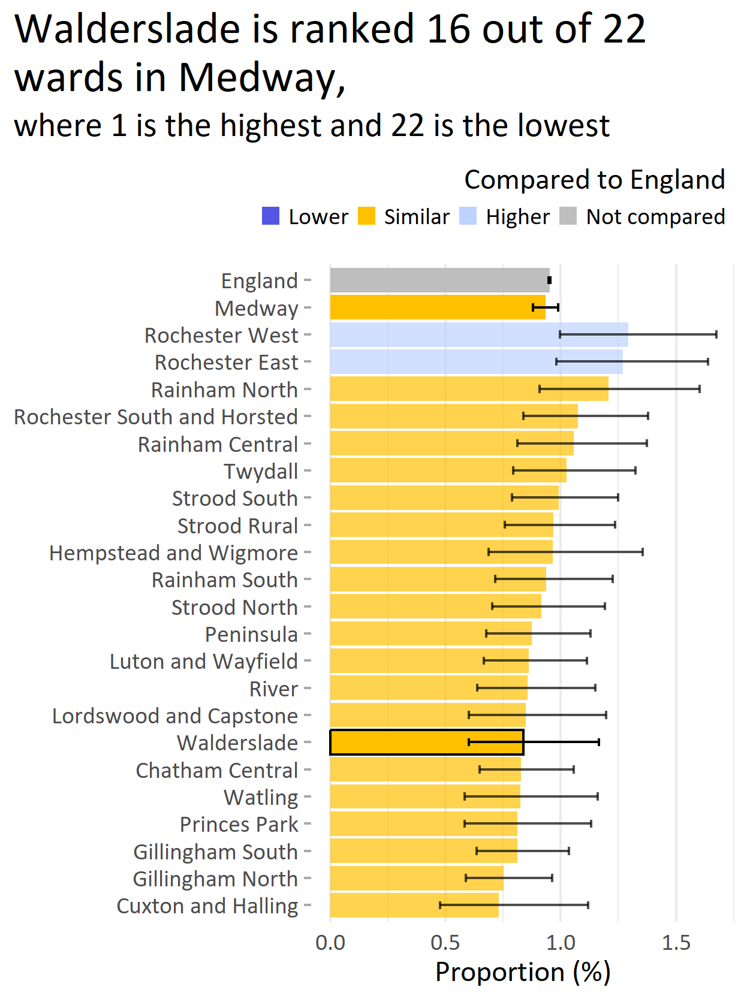 Walderslade is ranked 16 out of 22
wards in Medway,
where 1 is the highest and 22 is the lowest
Compared to England
Lower Similar Higher Not compared
England
Medway
Rochester West
Rochester East
Rainham North
Rochester South and Horsted
Rainham Central
Twydall
Strood South
Strood Rural
Hempstead and Wigmore
Rainham South
Strood North
Peninsula
Luton and Wayfield
River
Lordswood and Capstone
Walderslade
Chatham Central
Watling
Princes Park
Gillingham South
Gillingham North
Cuxton and Halling
0.0 0.5 1.0 1.5
Proportion (%)